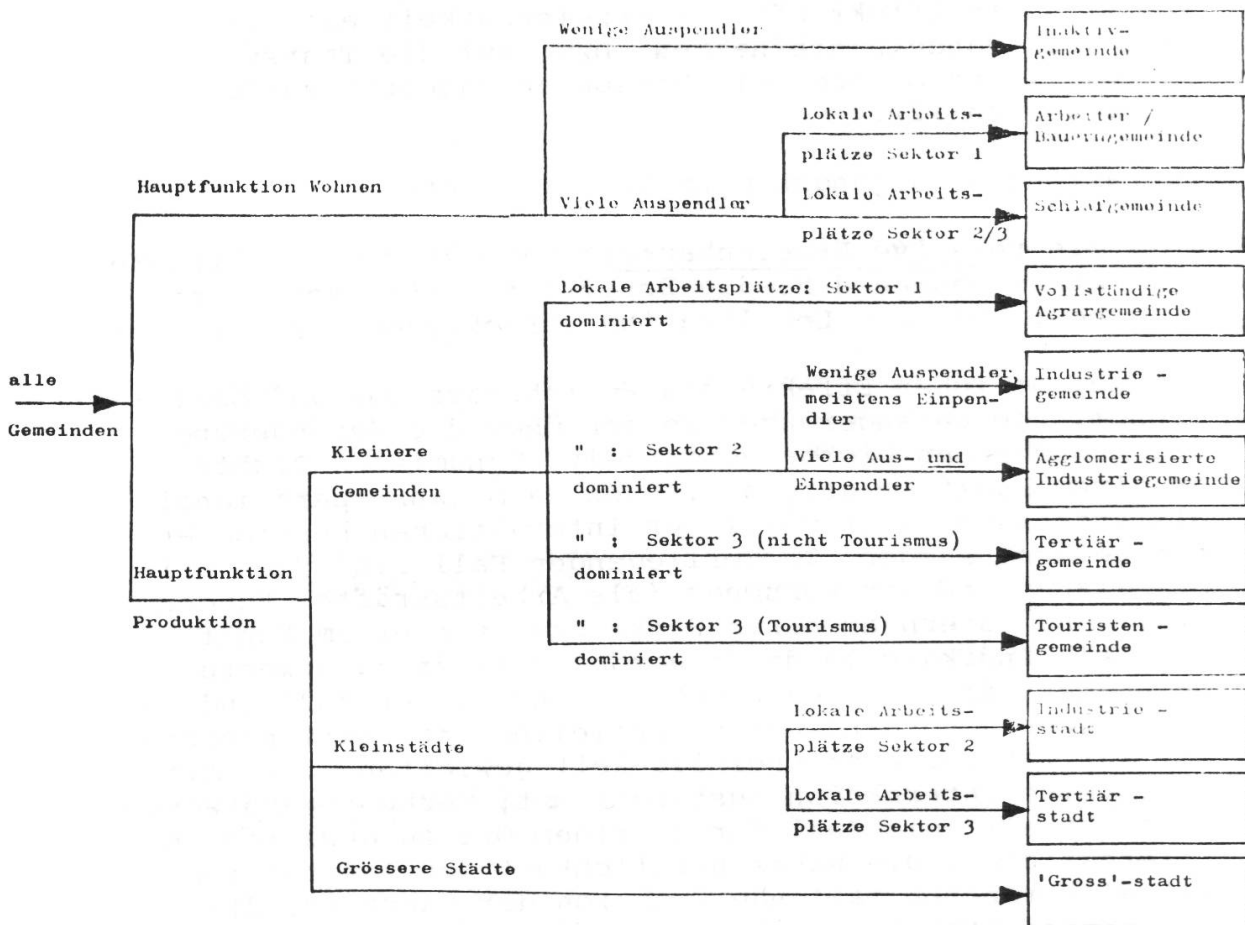 Wenige Auspendler
Inaktiv-
gemeinde
Lokale Arbeits-
plätze Sektor 1
Arbeiter /
Bauerngemeinde
Hauptfunktion Wohnen
Viele Auspendler
Lokale Arbeits-
plätze Sektor 2/3
Schlafgemeinde
Lokale Arbeitsplätze: Sektor 1
dominiert
Vollständige
Agrargemeinde
alle
Gemeinden
Wenige Auspendler,
meistens Einpen-
dler
Industrie -
gemeinde
Kleinere
Gemeinden
" : Sektor 2
dominiert
Viele Aus- und
Einpendler
Agglomerisierte
Industriegemeinde
" : Sektor 3 (nicht Tourismus)
dominiert
Tertiär -
gemeinde
Hauptfunktion
Produktion
" : Sektor 3 (Tourismus)
dominiert
Touristen -
gemeinde
Kleinstädte
Lokale Arbeits-
plätze Sektor 2
Industrie -
stadt
Lokale Arbeits-
plätze Sektor 3
Tertiär -
stadt
Grössere Städte
'Gross'-stadt